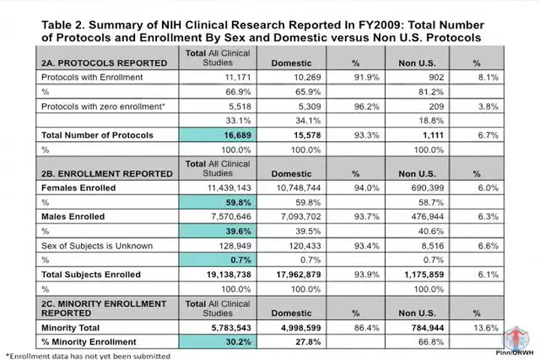 Table 2. Summary of NIH Clinical Research Reported In FY2009: Total Number
of Protocols and Enrollment By Sex and Domestic versus Non U.S. Protocols
2A. PROTOCOLS REPORTED Total All Clinical Studies Domestic % Non U.S. %
Protocols with Enrollment 11,171 10,269 91.9% 902 8.1%
% 66.9% 65.9% 81.2%
Protocols with zero enrollment* 5,518 5,309 96.2% 209 3.8%
33.1% 34.1% 18.8%
Total Number of Protocols 16,689 15,578 93.3% 1,111 6.7%
% 100.0% 100.0% 100.0%
2B. ENROLLMENT REPORTED Total All Clinical Studies Domestic % Non U.S. %
Females Enrolled 11,439,143 10,748,744 94.0% 690,399 6.0%
% 59.8% 59.8% 58.7%
Males Enrolled 7,570,646 7,093,702 93.7% 476,944 6.3%
% 39.6% 39.5% 40.6%
Sex of Subjects is Unknown 128,949 120,433 93.4% 8,516 6.6%
% 0.7% 0.7% 0.7%
Total Subjects Enrolled 19,138,738 17,962,879 93.9% 1,175,859 6.1%
% 100.0% 100.0% 100.0%
2C. MINORITY ENROLLMENT REPORTED Total All Clinical Studies Domestic % Non U.S. %
Minority Total 5,783,543 4,998,599 86.4% 784,944 13.6%
% Minority Enrollment 30.2% 27.8% 66.8%
*Enrollment data has not yet been submitted
Pinn/ORWH